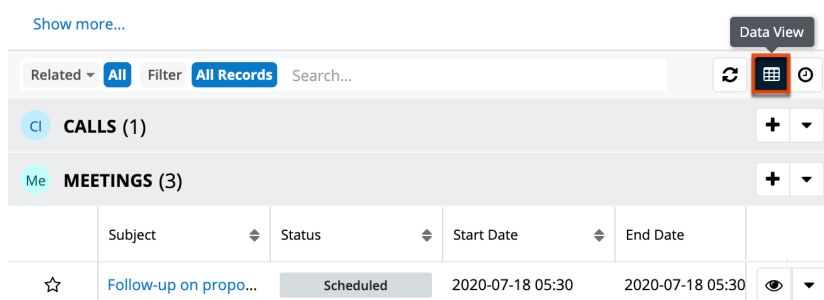 Show more...
Data View
Related All Filter All Records Search...
Cl CALLS (1)
Me MEETINGS (3)
Subject Status Start Date End Date
Follow-up on propo... Scheduled 2020-07-18 05:30 2020-07-18 05:30